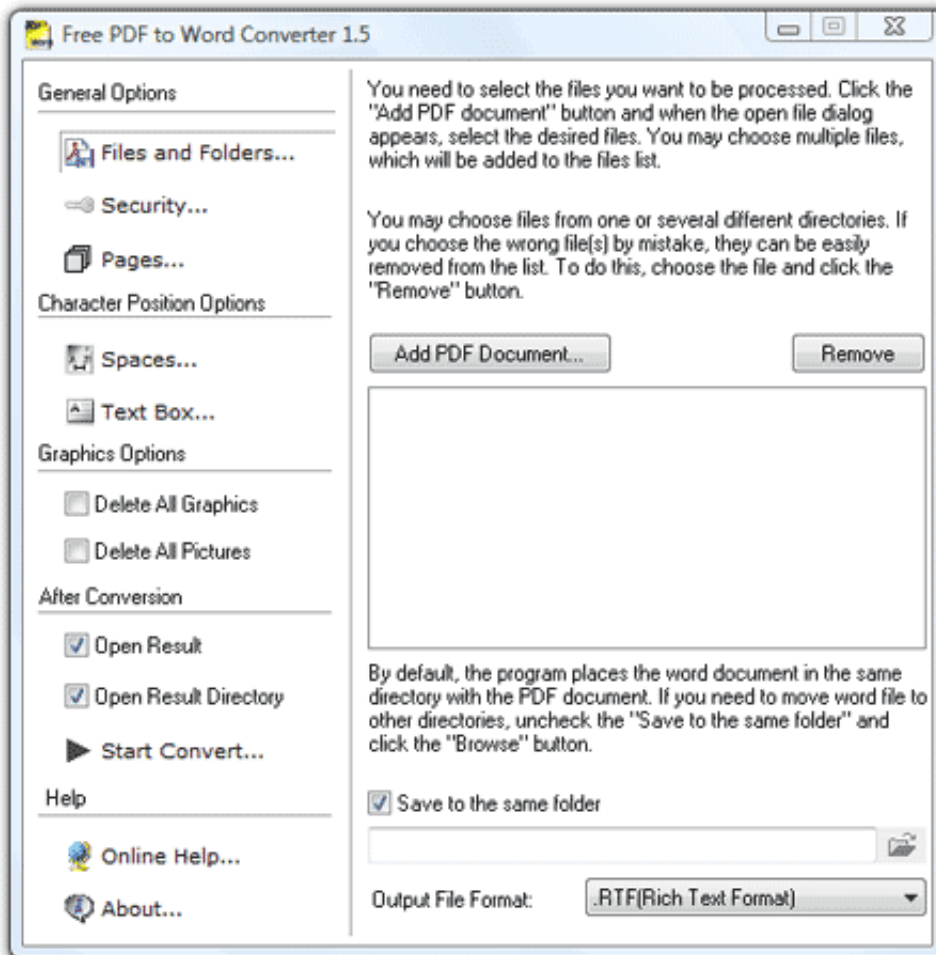 Free PDF to Word Converter 1.5
General Options
Files and Folders...
Security...
Pages...
Character Position Options
Spaces...
Text Box...
Graphics Options
Delete All Graphics
Delete All Pictures
After Conversion
Open Result
Open Result Directory
Start Convert...
Help
Online Help...
About...
You need to select the files you want to be processed. Click the
"Add PDF document" button and when the open file dialog
appears, select the desired files. You may choose multiple files,
which will be added to the files list.
You may choose files from one or several different directories. If
you choose the wrong file(s) by mistake, they can be easily
removed from the list. To do this, choose the file and click the
"Remove" button.
Add PDF Document...
Remove
By default, the program places the word document in the same
directory with the PDF document. If you need to move word file to
other directories, uncheck the "Save to the same folder" and
click the "Browse" button.
Save to the same folder
Output File Format:
.RTF(Rich Text Format)